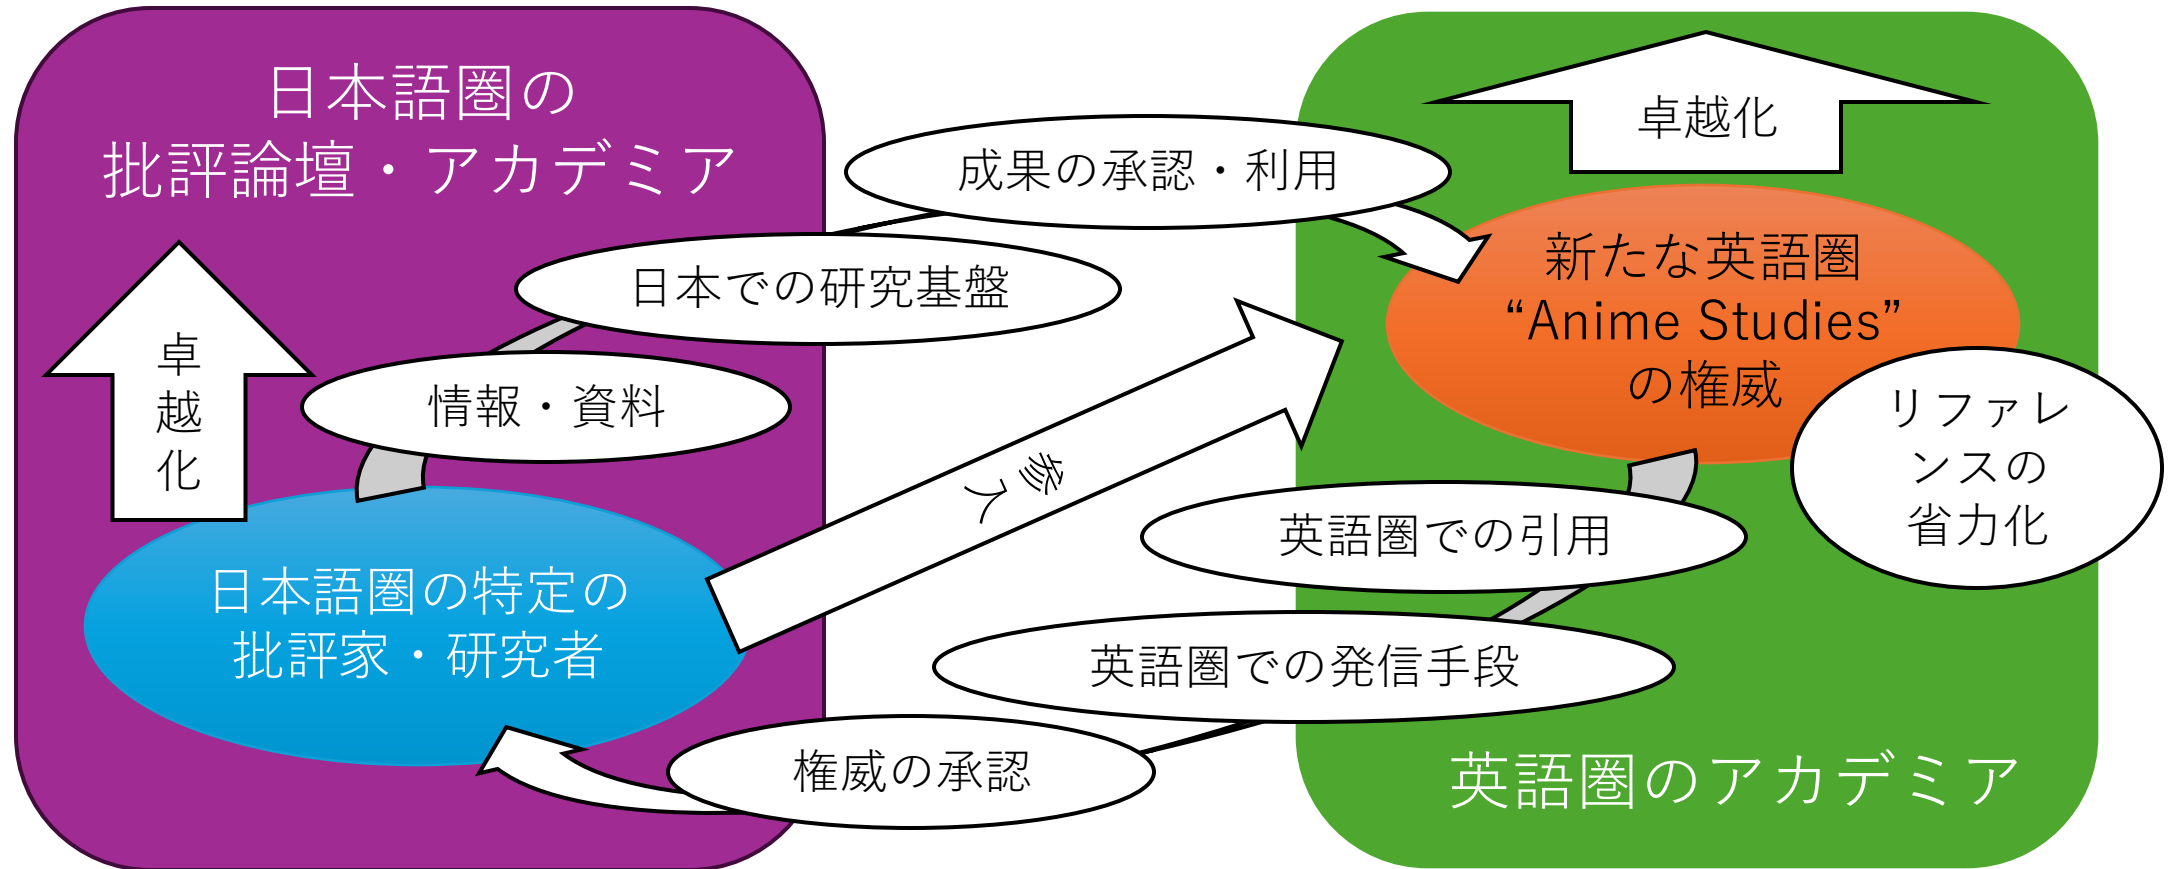 日本語圏の
批評論壇・アカデミア
卓
越
化
日本語圏の特定の
批評家・研究者
成果の承認・利用
日本での研究基盤
情報・資料
参入
英語圏での引用
英語圏での発信手段
権威の承認
卓越化
新たな英語圏
“Anime Studies”
の権威
リファレ
ンスの
省力化
英語圏のアカデミア